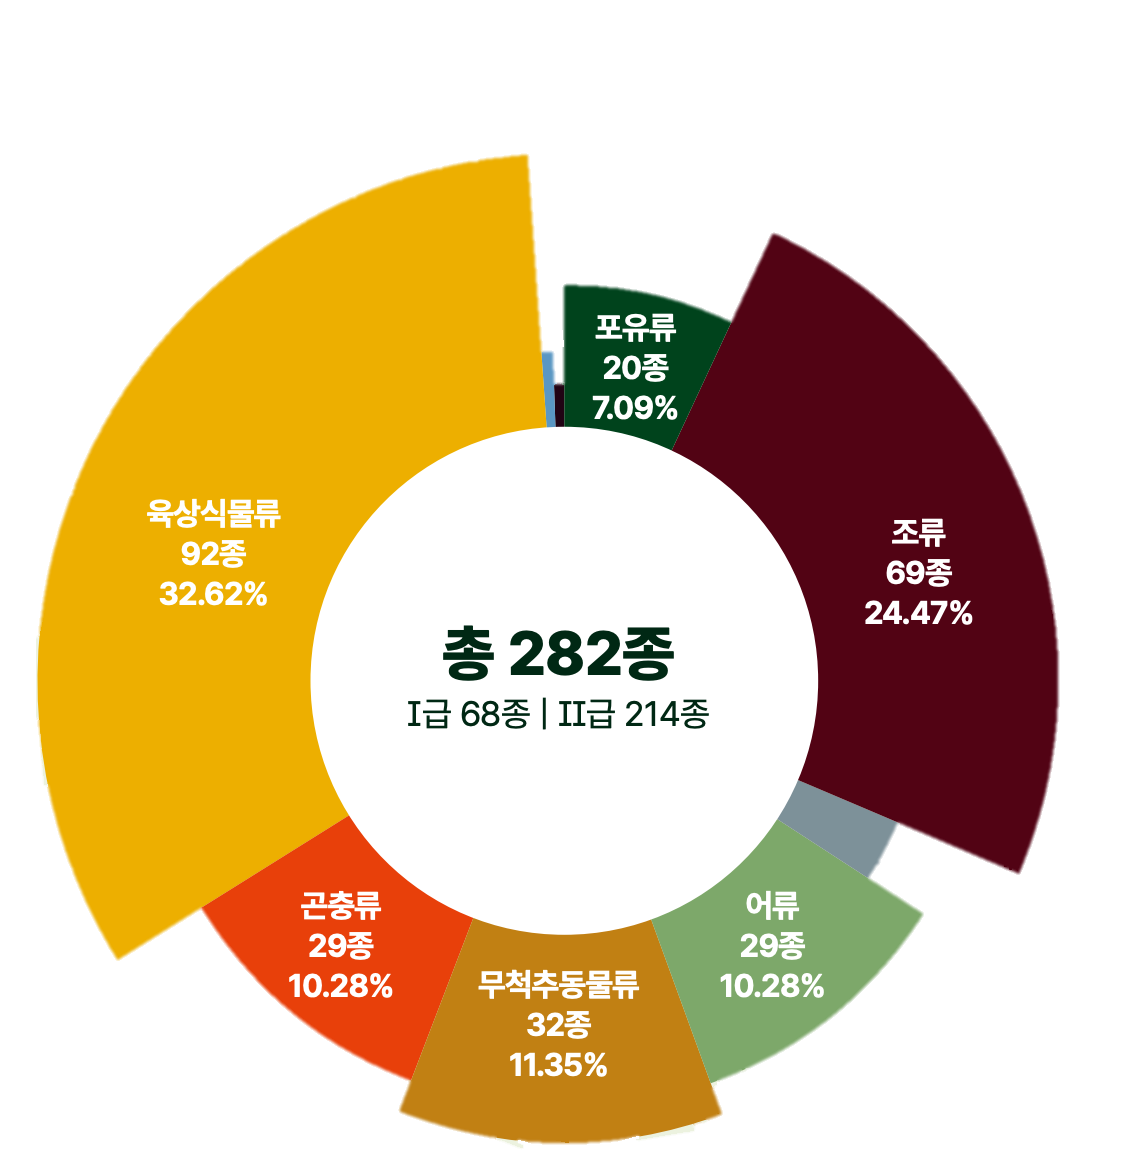 포유류
20종
7.09%
조류
69종
24.47%
어류
29종
10.28%
무척추동물류
32종
11.35%
곤충류
29종
10.28%
육상식물류
92종
32.62%
총 282종
I급 68종 | II급 214종